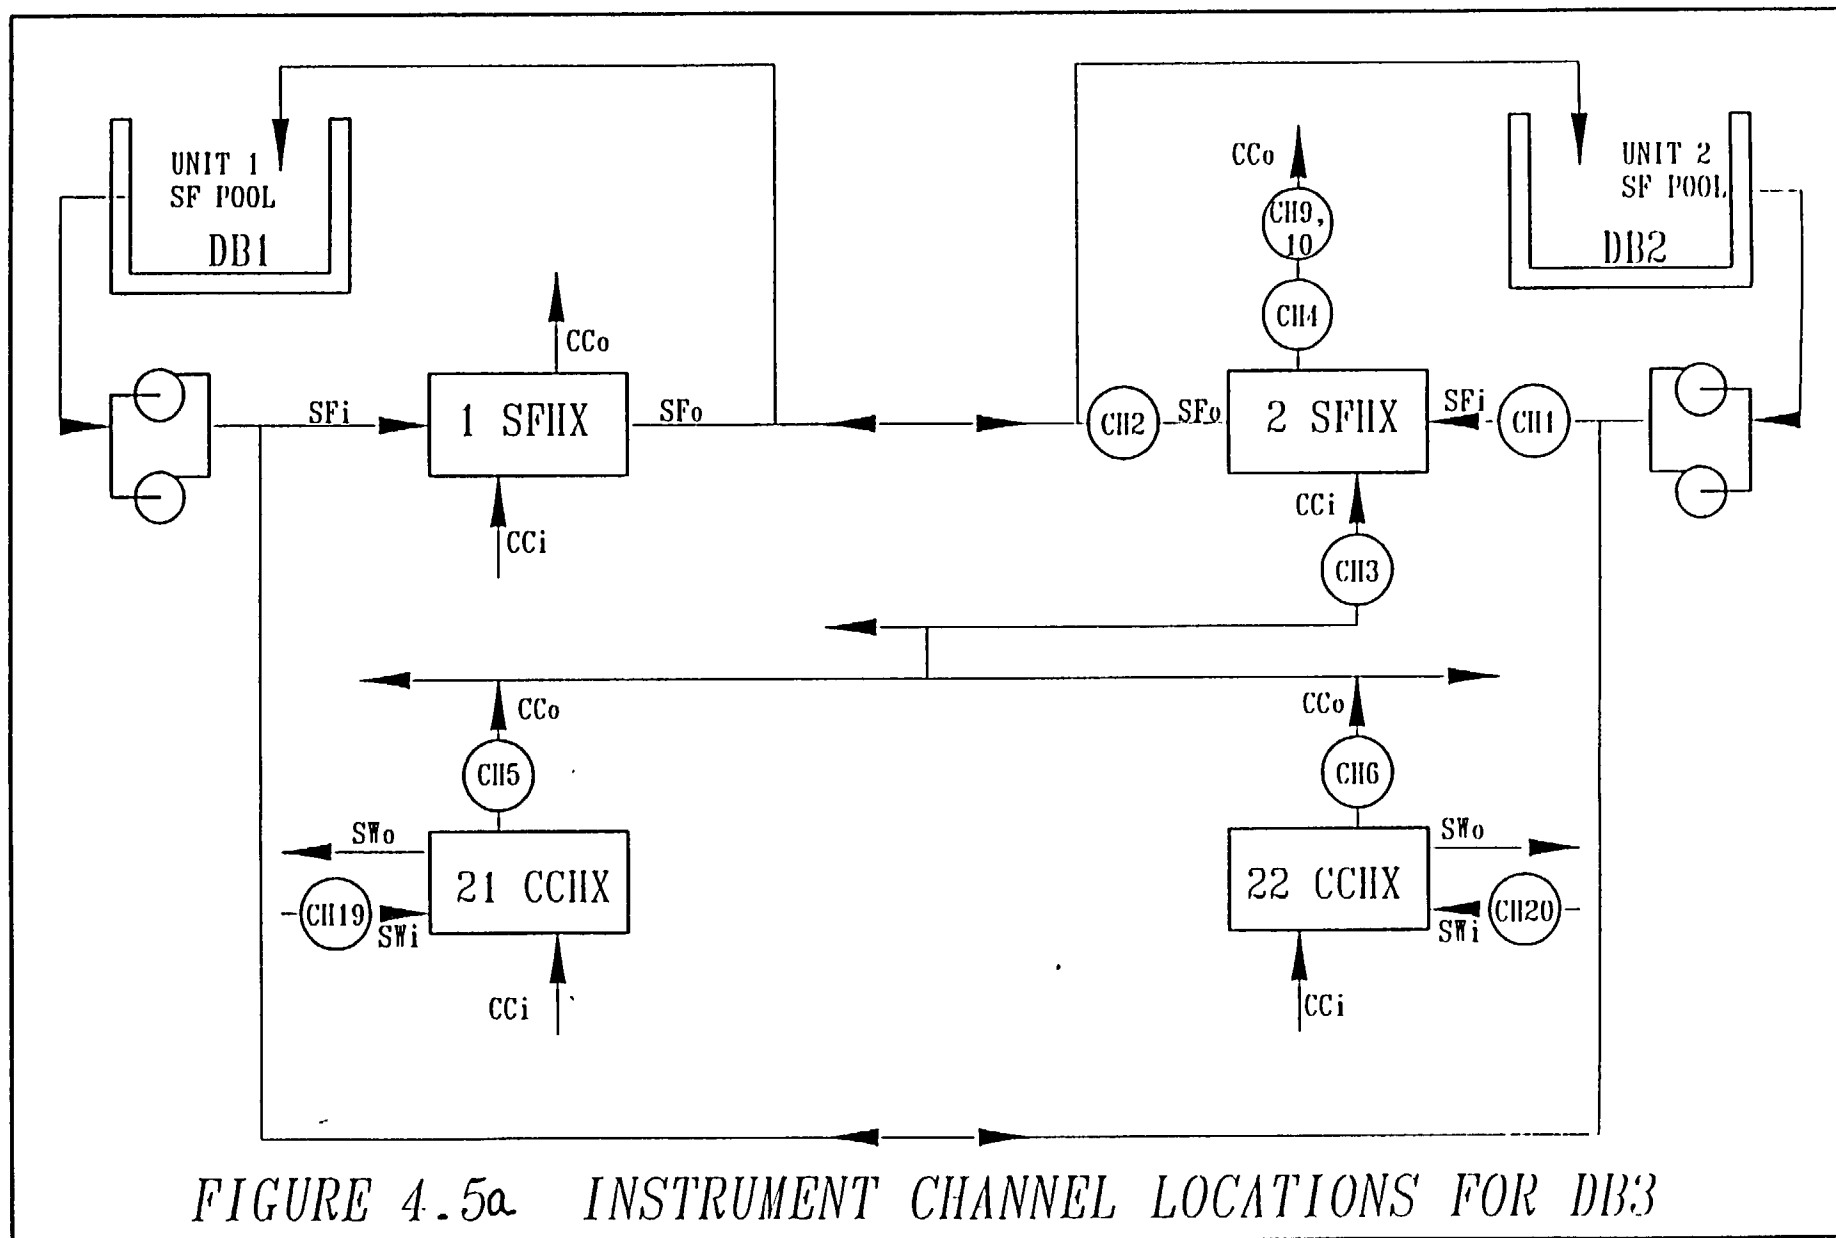 UNIT 1
SF POOL
DB1
UNIT 2
SF POOL
DB2
CCo
CH9,
10
CH4
CCo
SFi
1 SFHX
SFo
CH2
SFo
2 SFHX
SFi
CH1
CCi
CCi
CH3
CCo
CCo
CH5
CH6
SWo
SWo
21 CCHX
22 CCHX
CH19
SWi
SWi
CH20
CCi
CCi
FIGURE 4.5a INSTRUMENT CHANNEL LOCATIONS FOR DB3